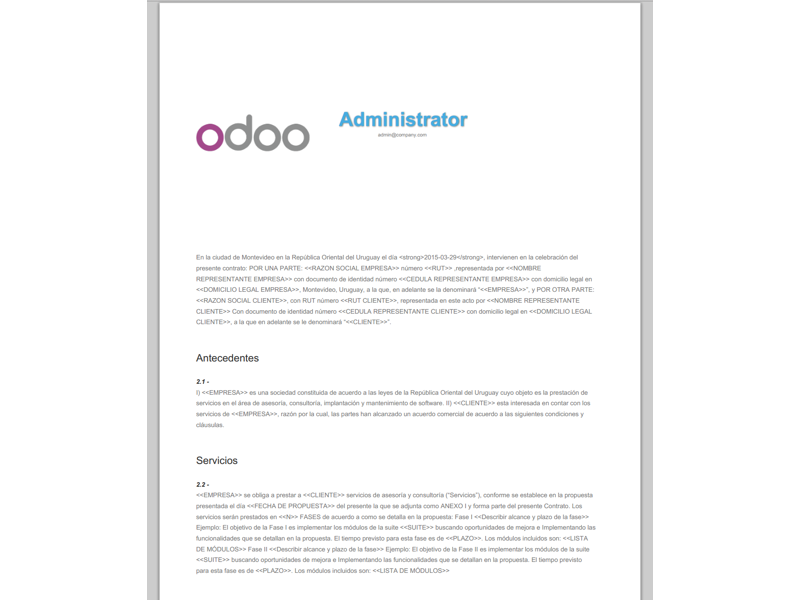 odoo
Administrator
admin@company.com
En la ciudad de Montevideo en la República Oriental del Uruguay el día <strong>2015-03-29</strong>, intervienen en la celebración del
presente contrato: POR UNA PARTE: <<RAZON SOCIAL EMPRESA>> número <<RUT>> ,representada por <<NOMBRE
REPRESENTANTE EMPRESA>> con documento de identidad número <<CEDULA REPRESENTANTE EMPRESA>> con domicilio legal en
<<DOMICILIO LEGAL EMPRESA>>, Montevideo, Uruguay, a la que, en adelante se la denominará “<<EMPRESA>>”, y POR OTRA PARTE:
<<RAZON SOCIAL CLIENTE>>, con RUT número <<RUT CLIENTE>>, representada en este acto por <<NOMBRE REPRESENTANTE
CLIENTE>> Con documento de identidad número <<CEDULA REPRESENTANTE CLIENTE>> con domicilio legal en <<DOMICILIO LEGAL
CLIENTE>>, a la que en adelante se le denominará “<<CLIENTE>>”.
Antecedentes
2.1 -
I) <<EMPRESA>> es una sociedad constituida de acuerdo a las leyes de la República Oriental del Uruguay cuyo objeto es la prestación de
servicios en el área de asesoría, consultoría, implantación y mantenimiento de software. II) <<CLIENTE>> esta interesada en contar con los
servicios de <<EMPRESA>>, razón por la cual, las partes han alcanzado un acuerdo comercial de acuerdo a las siguientes condiciones y
cláusulas.
Servicios
2.2 -
<<EMPRESA>> se obliga a prestar a <<CLIENTE>> servicios de asesoría y consultoría (“Servicios”), conforme se establece en la propuesta
presentada el día <<FECHA DE PROPUESTA>> del presente la que se adjunta como ANEXO I y forma parte del presente Contrato. Los
servicios serán prestados en <<N>> FASES de acuerdo a como se detalla en la propuesta: Fase I <<Describir alcance y plazo de la fase>>
Ejemplo: El objetivo de la Fase I es implementar los módulos de la suite <<SUITE>> buscando oportunidades de mejora e Implementando las
funcionalidades que se detallan en la propuesta. El tiempo previsto para esta fase es de <<PLAZO>>. Los módulos incluidos son: <<LISTA
DE MÓDULOS>> Fase II <<Describir alcance y plazo de la fase>> Ejemplo: El objetivo de la Fase II es implementar los módulos de la suite
<<SUITE>> buscando oportunidades de mejora e Implementando las funcionalidades que se detallan en la propuesta. El tiempo previsto
para esta fase es de <<PLAZO>>. Los módulos incluidos son: <<LISTA DE MÓDULOS>>